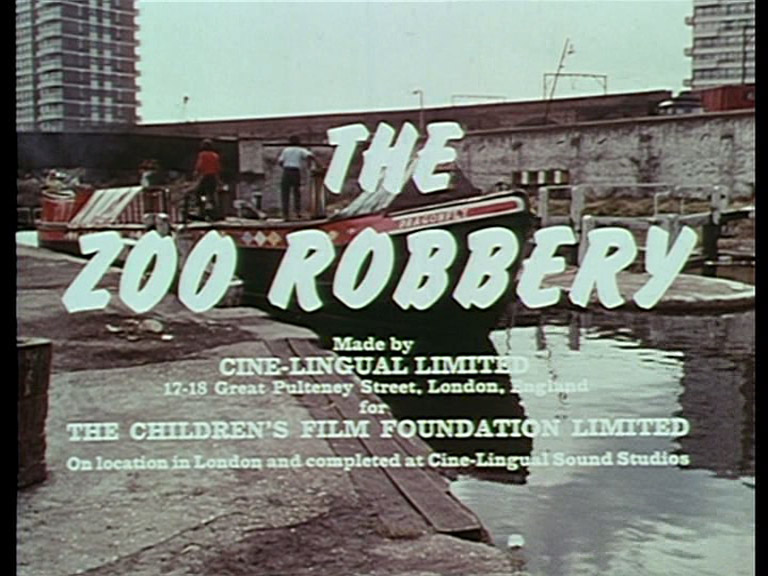 THE
DRAGONFLY
ZOO ROBBERY
Made by
CINE-LINGUAL LIMITED
17-18 Great Pulteney Street, London, England
for
THE CHILDREN'S FILM FOUNDATION LIMITED
On location in London and completed at Cine-Lingual Sound Studios